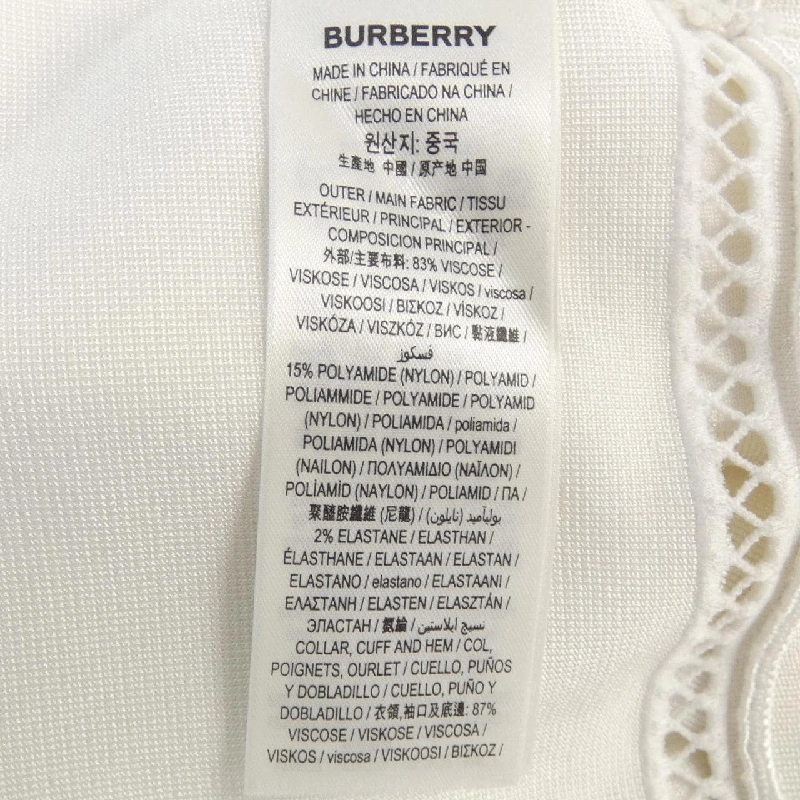 BURBERRY
MADE IN CHINA / FABRIQUÉ EN
CHINE / FABRICADO NA CHINA /
HECHO EN CHINA
원산지: 중국
生產地 中國 / 原产地 中国
OUTER / MAIN FABRIC / TISSU
EXTÉRIEUR / PRINCIPAL / EXTERIOR -
COMPOSICION PRINCIPAL /
外部/主要布料: 83% VISCOSE /
VISKOSE / VISCOSA / VISKOS / viscosa /
VISKOOSI / ΒΙΣΚΟΖ / VİSKOZ /
VISKÓZA / VISZKÓZ / ВИС / 黏液纖維 /
فسكوز
15% POLYAMIDE (NYLON) / POLYAMID /
POLIAMMIDE / POLYAMIDE / POLYAMID
(NYLON) / POLIAMIDA / poliamida /
POLIAMIDA (NYLON) / POLYAMIDI
(NAILON) / ΠΟΛΥΑΜΙΔΙΟ (ΝΑΪΛΟΝ) /
POLİAMİD (NAYLON) / POLIAMID / ПА /
聚醯胺纖維 (尼龍) / بولياميد (نايلون) /
2% ELASTANE / ELASTHAN /
ÉLASTHANE / ELASTAAN / ELASTAN /
ELASTANO / elastano / ELASTAANI /
ΕΛΑΣΤΑΝΗ / ELASTEN / ELASZTÁN /
ЭЛАСТАН / 氨綸 / نسيج ايلاستين /
COLLAR, CUFF AND HEM / COL,
POIGNETS, OURLET / CUELLO, PUÑOS
Y DOBLADILLO / CUELLO, PUÑO Y
DOBLADILLO / 衣領,袖口及底邊: 87%
VISCOSE / VISKOSE / VISCOSA /
VISKOS / viscosa / VISKOOSI / ΒΙΣΚΟΖ /